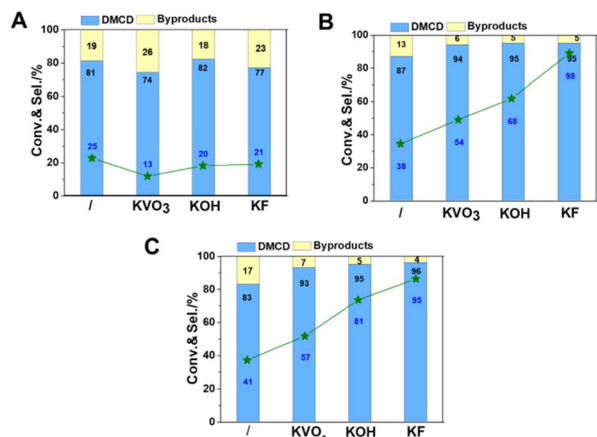 A
DMCD Byproducts
Conv.& Sel./%
100
80
60
40
20
0
19 26 18 23
81 74 82 77
25 13 20 21
/ KVO3 KOH KF
B
DMCD Byproducts
Conv.& Sel./%
100
80
60
40
20
0
13 6 5 5
87 94 95 95
38 54 68 98
/ KVO3 KOH KF
C
DMCD Byproducts
Conv.& Sel./%
100
80
60
40
20
0
17 7 5 4
83 93 95 96
41 57 81 95
/ KVO KOH KF